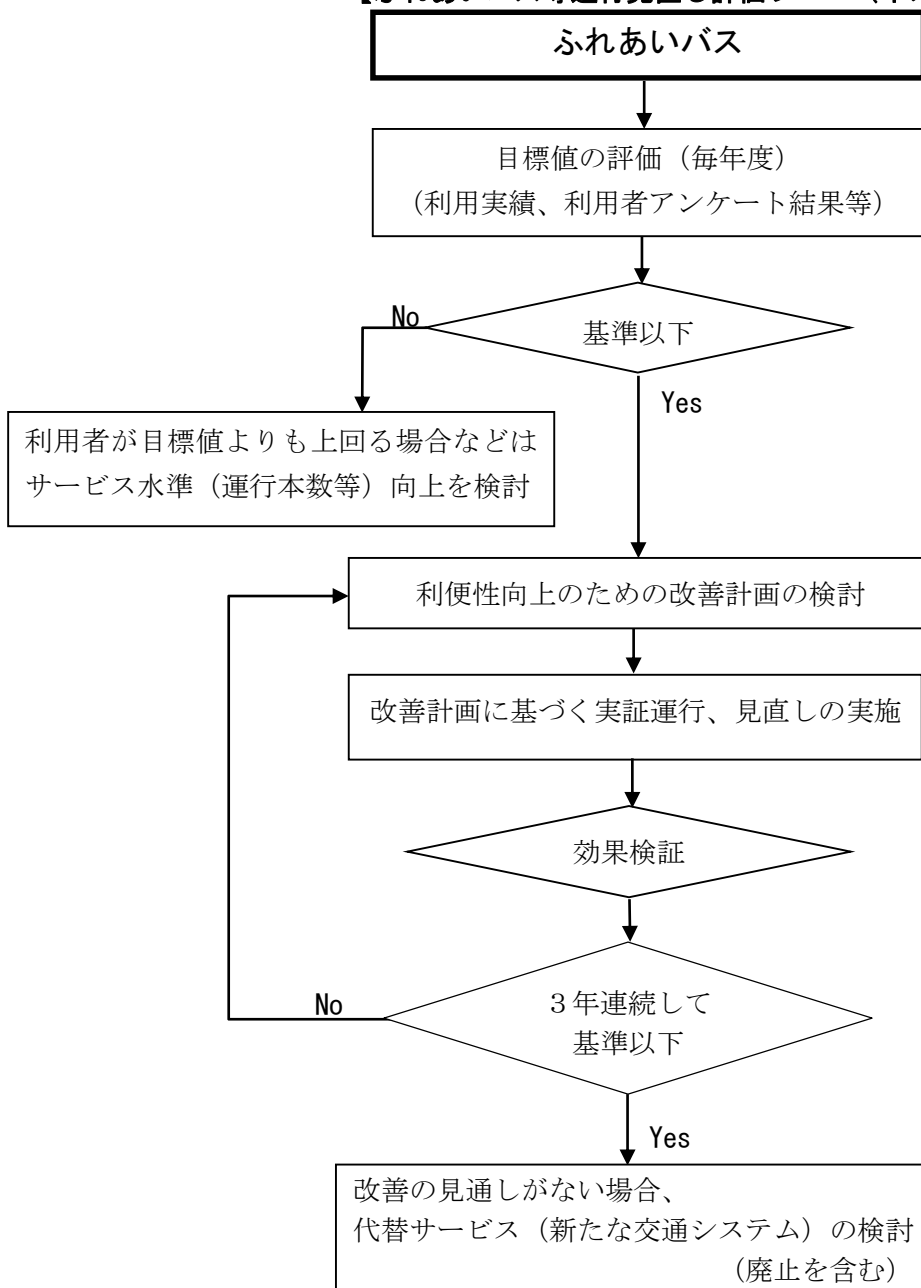 ふれあいバス
目標値の評価（毎年度）
（利用実績、利用者アンケート結果等）
No
基準以下
Yes
利用者が目標値よりも上回る場合などは
サービス水準（運行本数等）向上を検討
利便性向上のための改善計画の検討
改善計画に基づく実証運行、見直しの実施
効果検証
No
３年連続して
基準以下
Yes
改善の見通しがない場合、
代替サービス（新たな交通システム）の検討
（廃止を含む）